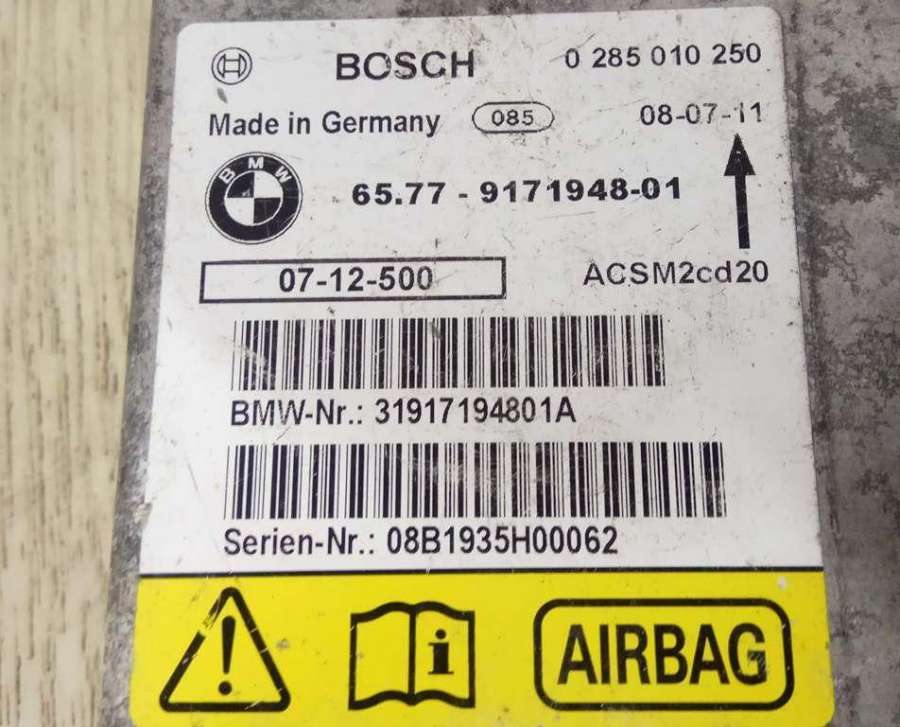 BOSCH 0 285 010 250
Made in Germany 085 08-07-11
BMW 65.77 - 9171948-01
07-12-500 ACSM2cd20
BMW-Nr.: 31917194801A
Serien-Nr.: 08B1935H00062
AIRBAG